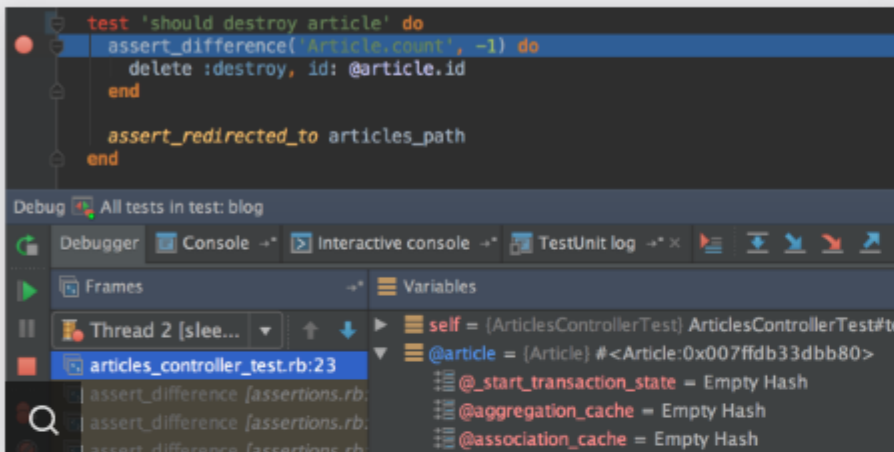 test 'should destroy article' do
assert_difference('Article.count', -1) do
delete :destroy, id: @article.id
end
assert_redirected_to articles_path
end
Debug All tests in test: blog
Debugger Console Interactive console TestUnit log
Frames Variables
Thread 2 [slee...
self = {ArticlesControllerTest} ArticlesControllerTest#te
articles_controller_test.rb:23
@article = {Article} #<Article:0x007ffdb33dbb80>
assert_difference [assertions.rb.
@_start_transaction_state = Empty Hash
assert_difference [assertions.rb.
@aggregation_cache = Empty Hash
assert_difference [assertions.rb.
@association_cache = Empty Hash